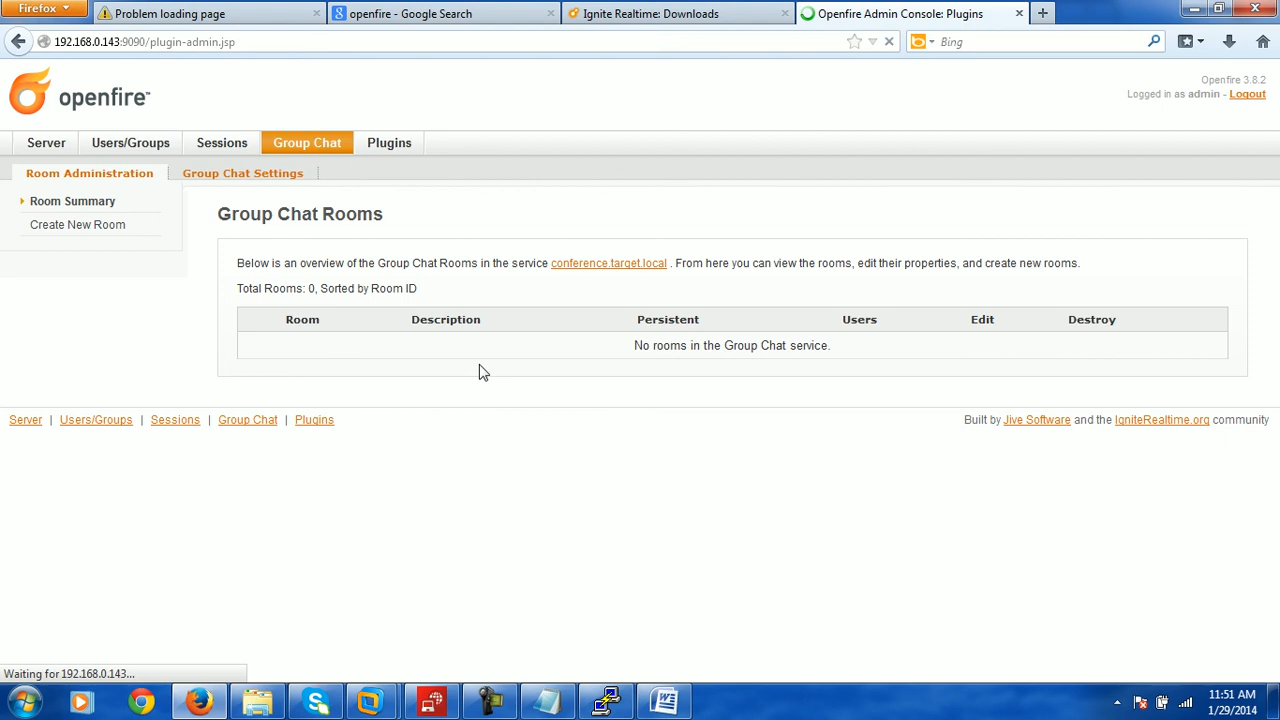 Firefox
Problem loading page
openfire - Google Search
Ignite Realtime: Downloads
Openfire Admin Console: Plugins
192.168.0.143:9090/plugin-admin.jsp
Bing
openfire™
Openfire 3.8.2
Logged in as admin - Logout
Server
Users/Groups
Sessions
Group Chat
Plugins
Room Administration
Group Chat Settings
Room Summary
Create New Room
Group Chat Rooms
Below is an overview of the Group Chat Rooms in the service conference.target.local . From here you can view the rooms, edit their properties, and create new rooms.
Total Rooms: 0, Sorted by Room ID
Room Description Persistent Users Edit Destroy
No rooms in the Group Chat service.
Server | Users/Groups | Sessions | Group Chat | Plugins
Built by Jive Software and the IgniteRealtime.org community
Waiting for 192.168.0.143...
11:51 AM
1/29/2014